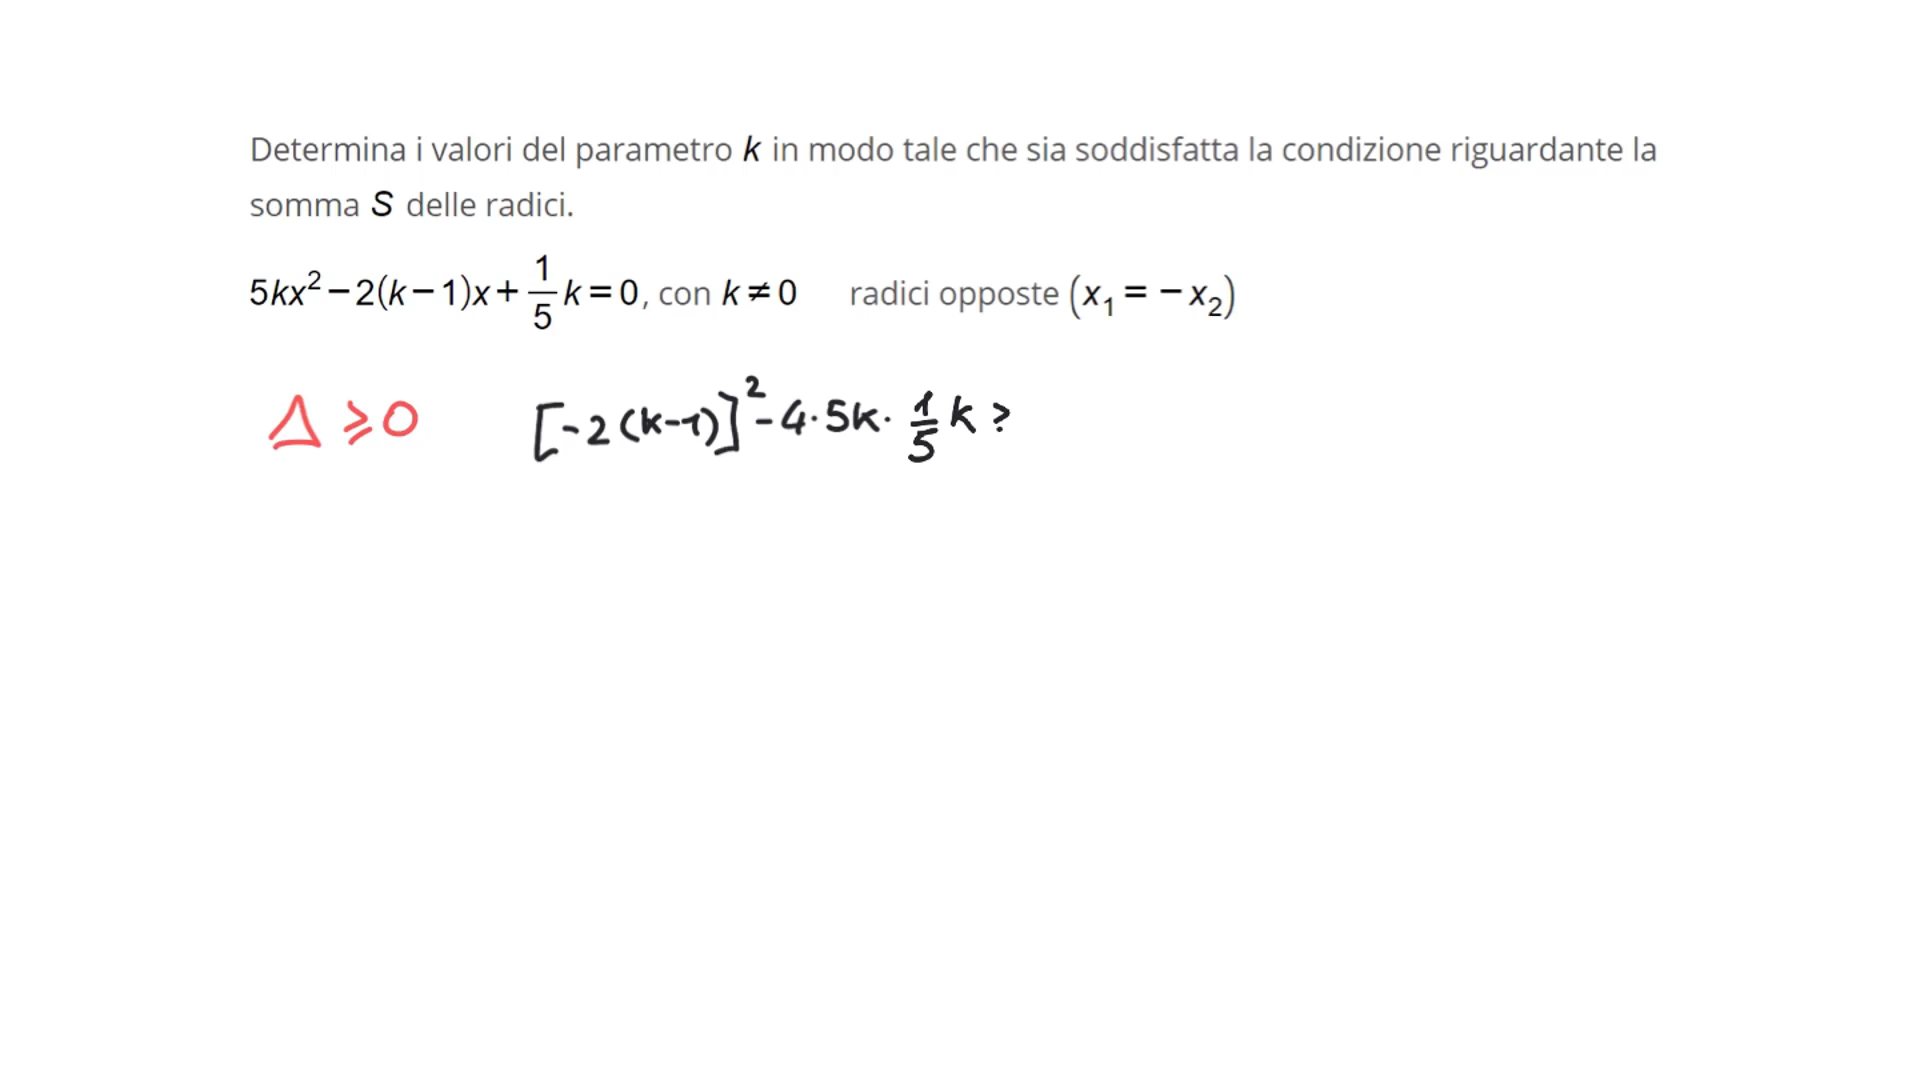 Determina i valori del parametro k in modo tale che sia soddisfatta la condizione riguardante la
somma S delle radici.
5kx² − 2(k − 1)x + 1/5 k = 0, con k ≠ 0 radici opposte (x₁ = − x₂)
Δ ⩾ 0 [-2(k-1)]² - 4·5k· 1/5 k ?